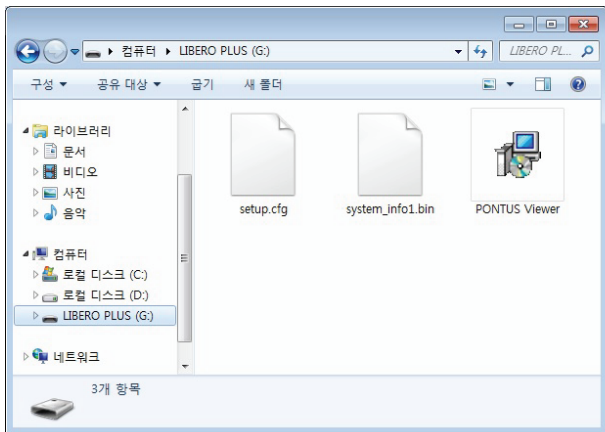 컴퓨터 LIBERO PLUS (G:)
LIBERO PL...
구성 공유 대상 굽기 새 폴더
라이브러리
문서
비디오
사진
음악
컴퓨터
로컬 디스크 (C:)
로컬 디스크 (D:)
LIBERO PLUS (G:)
네트워크
setup.cfg
system_info1.bin
PONTUS Viewer
3개 항목